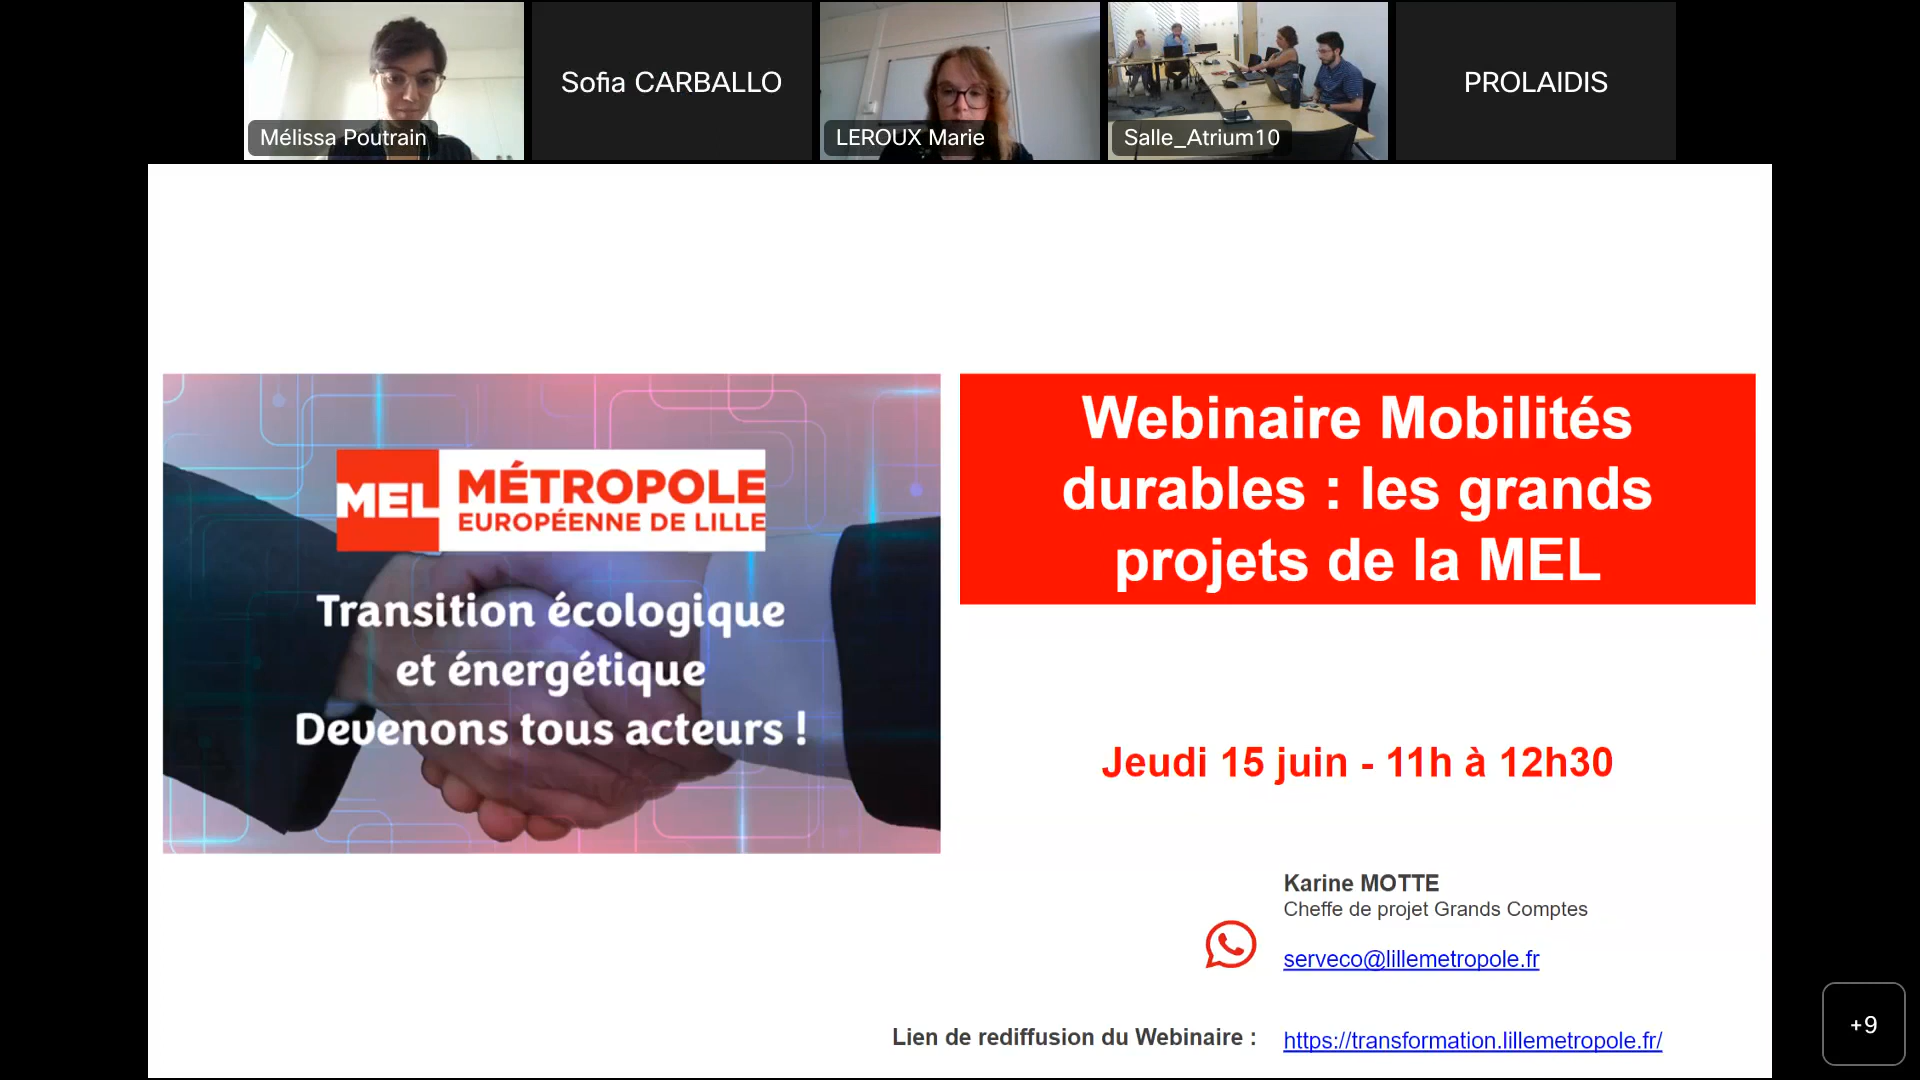 Mélissa Poutrain
Sofia CARBALLO
LEROUX Marie
Salle_Atrium10
PROLAIDIS
MEL MÉTROPOLE
EUROPÉENNE DE LILLE
Transition écologique
et énergétique
Devenons tous acteurs !
Webinaire Mobilités
durables : les grands
projets de la MEL
Jeudi 15 juin - 11h à 12h30
Karine MOTTE
Cheffe de projet Grands Comptes
serveco@lillemetropole.fr
Lien de rediffusion du Webinaire : https://transformation.lillemetropole.fr/
+9